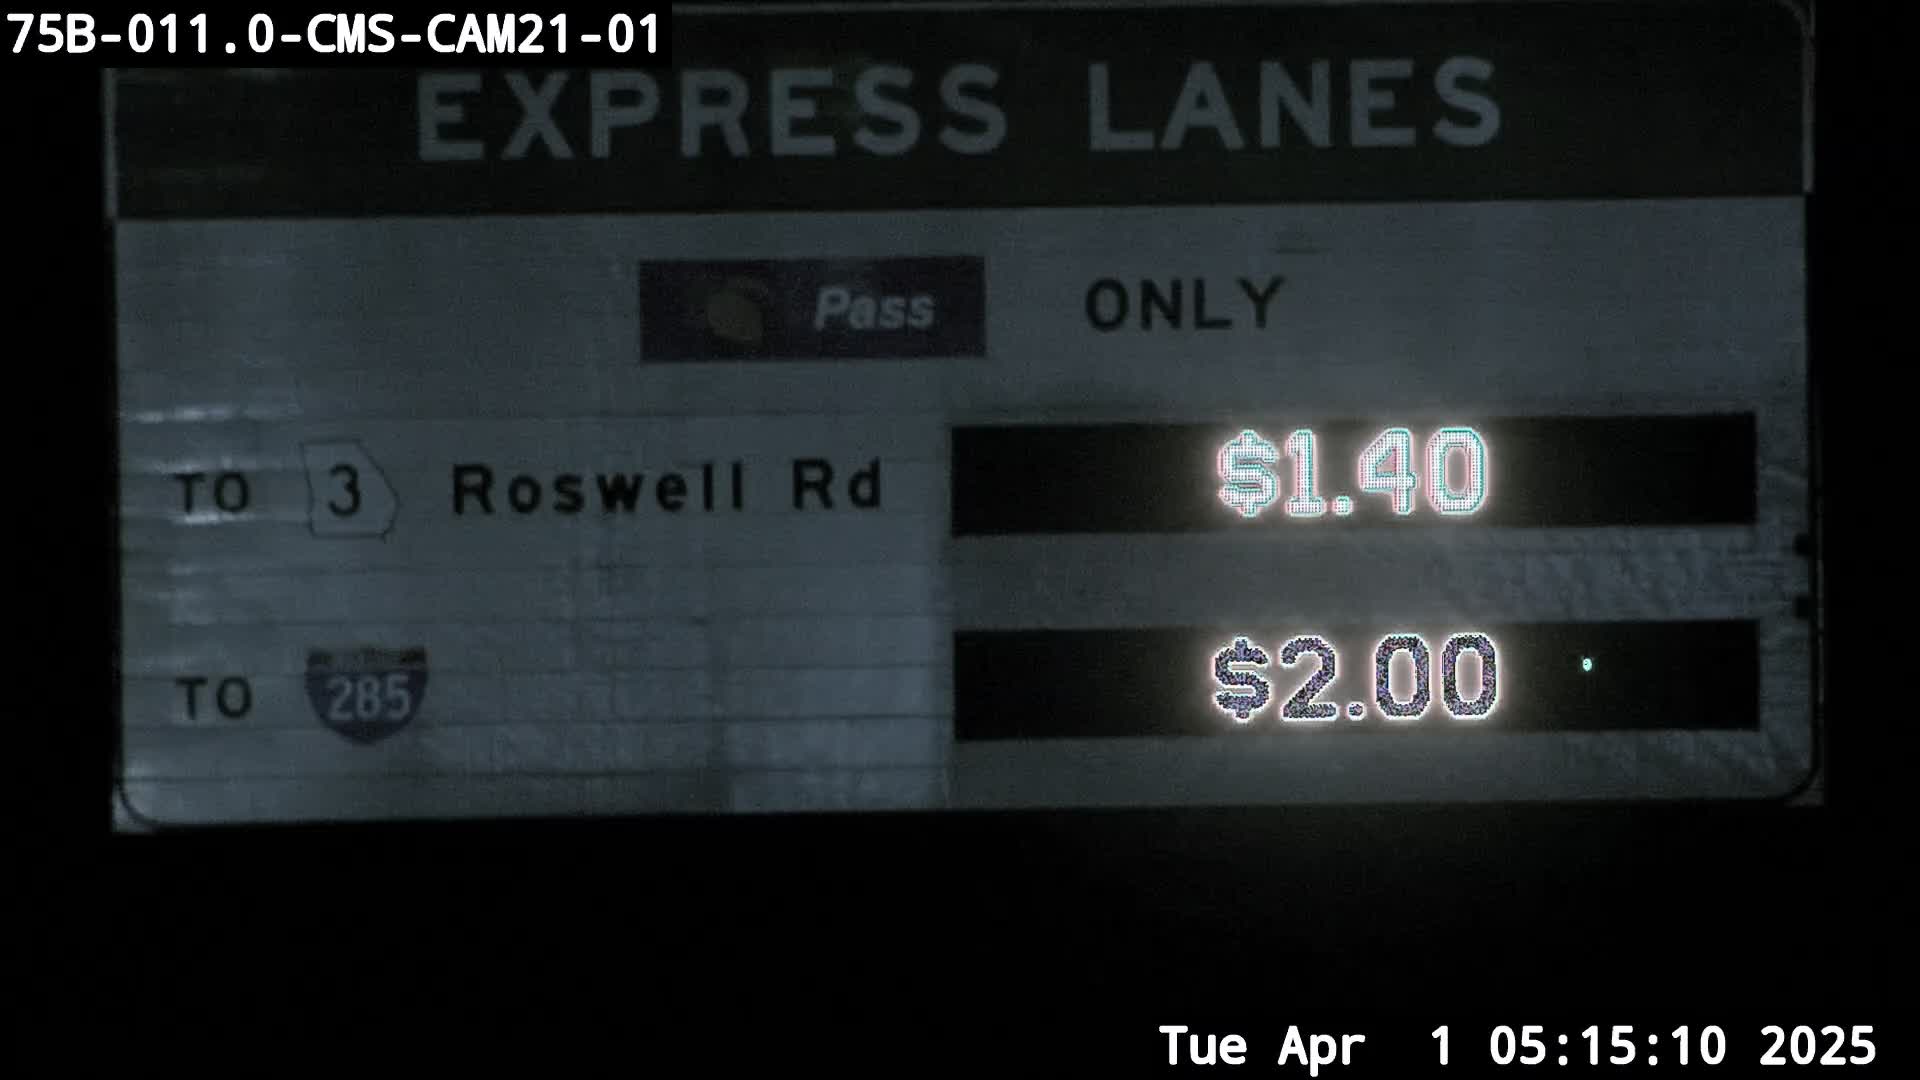 75B-011.0-CMS-CAM21-01
EXPRESS LANES
Pass ONLY
TO 3 Roswell Rd $1.40
TO 285 $2.00
Tue Apr 1 05:15:10 2025